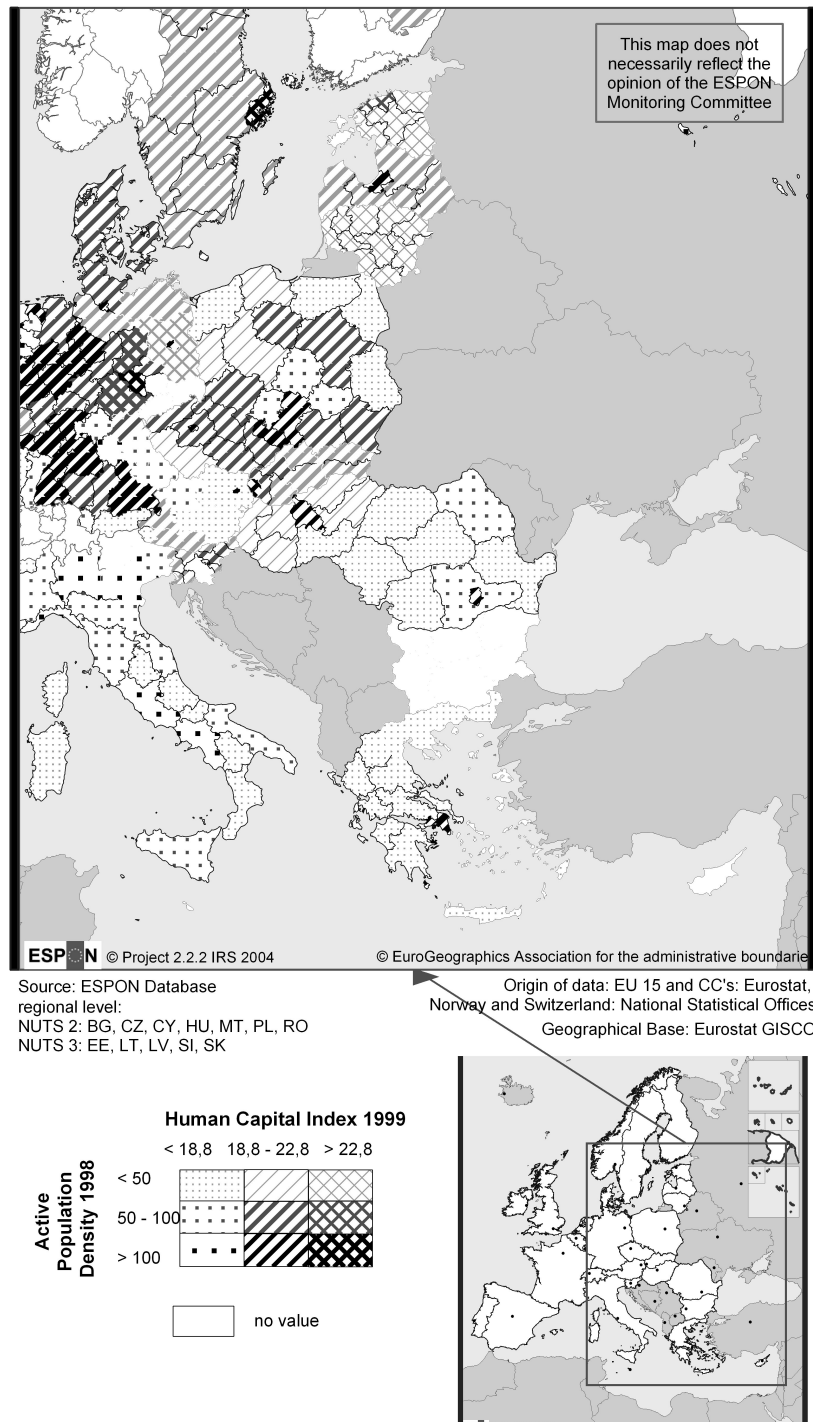 This map does not
necessarily reflect the
opinion of the ESPON
Monitoring Committee
ESPON © Project 2.2.2 IRS 2004
© EuroGeographics Association for the administrative boundarie
Source: ESPON Database
regional level:
NUTS 2: BG, CZ, CY, HU, MT, PL, RO
NUTS 3: EE, LT, LV, SI, SK
Origin of data: EU 15 and CC's: Eurostat,
Norway and Switzerland: National Statistical Offices
Geographical Base: Eurostat GISCO
Human Capital Index 1999
< 18,8 18,8 - 22,8 > 22,8
Active
Population
Density 1998
< 50
50 - 100
> 100
no value